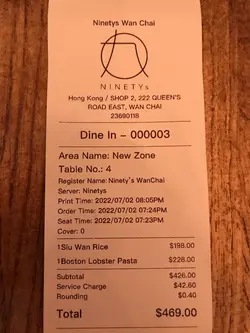 Ninetys Wan Chai
NINETYs
Hong Kong / SHOP 2, 222 QUEEN'S
ROAD EAST, WAN CHAI
23680118
Dine In - 000003
Area Name: New Zone
Table No.: 4
Register Name: Ninety's WanChai
Server: Ninetys
Print Time: 2022/07/02 08:05PM
Order Time: 2022/07/02 07:24PM
Seat Time: 2022/07/02 07:23PM
Cover: 0
1Siu Wan Rice $198.00
1Boston Lobster Pasta $228.00
Subtotal $426.00
Service Charge $42.60
Rounding $0.40
Total $469.00